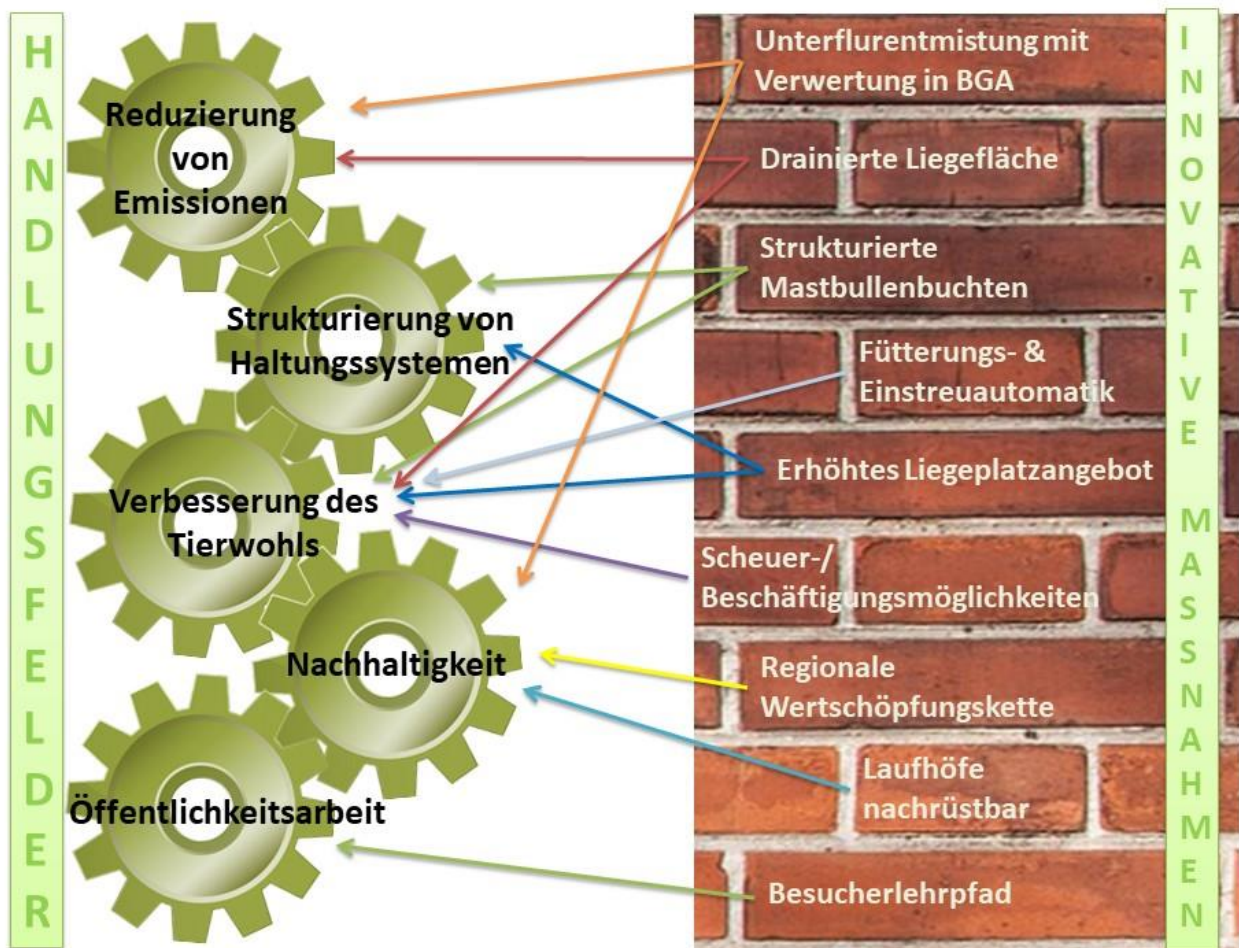 HANDLUNGSFELDER
Reduzierung
von
Emissionen
Strukturierung von
Haltungssystemen
Verbesserung des
Tierwohls
Nachhaltigkeit
Öffentlichkeitsarbeit
Unterflurentmistung mit
Verwertung in BGA
Drainierte Liegefläche
Strukturierte
Mastbullenbuchten
Fütterungs- &
Einstreuautomatik
Erhöhtes Liegeplatzangebot
Scheuer-/
Beschäftigungsmöglichkeiten
Regionale
Wertschöpfungskette
Laufhöfe
nachrüstbar
Besucherlehrpfad
INNOVATIVE MASSNAHMEN